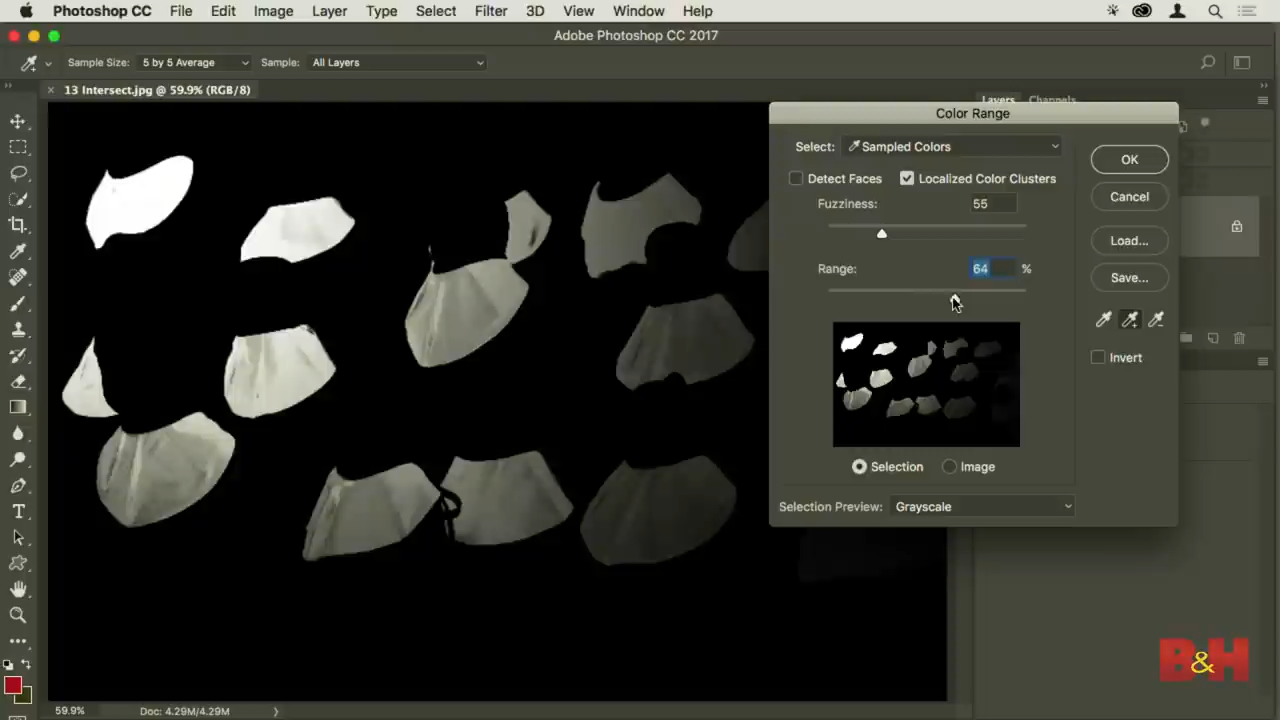 Photoshop CC File Edit Image Layer Type Select Filter 3D View Window Help
Adobe Photoshop CC 2017
Sample Size: 5 by 5 Average Sample: All Layers
13 Intersect.jpg @ 59.9% (RGB/8)
Layers Channels
Color Range
Select: Sampled Colors
OK
Detect Faces Localized Color Clusters
Cancel
Fuzziness: 55
Load...
Range: 64 %
Save...
Invert
Selection Image
Selection Preview: Grayscale
B&H
59.9% Doc: 4.29M/4.29M